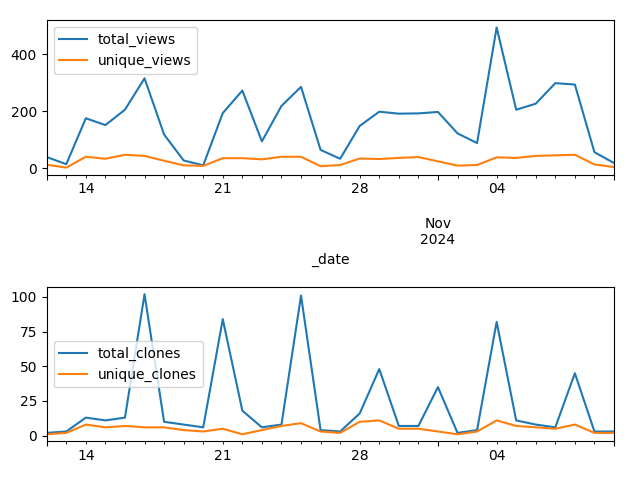 total_views
unique_views
400
200
0
14
21
28
04
Nov
2024
_date
total_clones
unique_clones
100
75
50
25
0
14
21
28
04